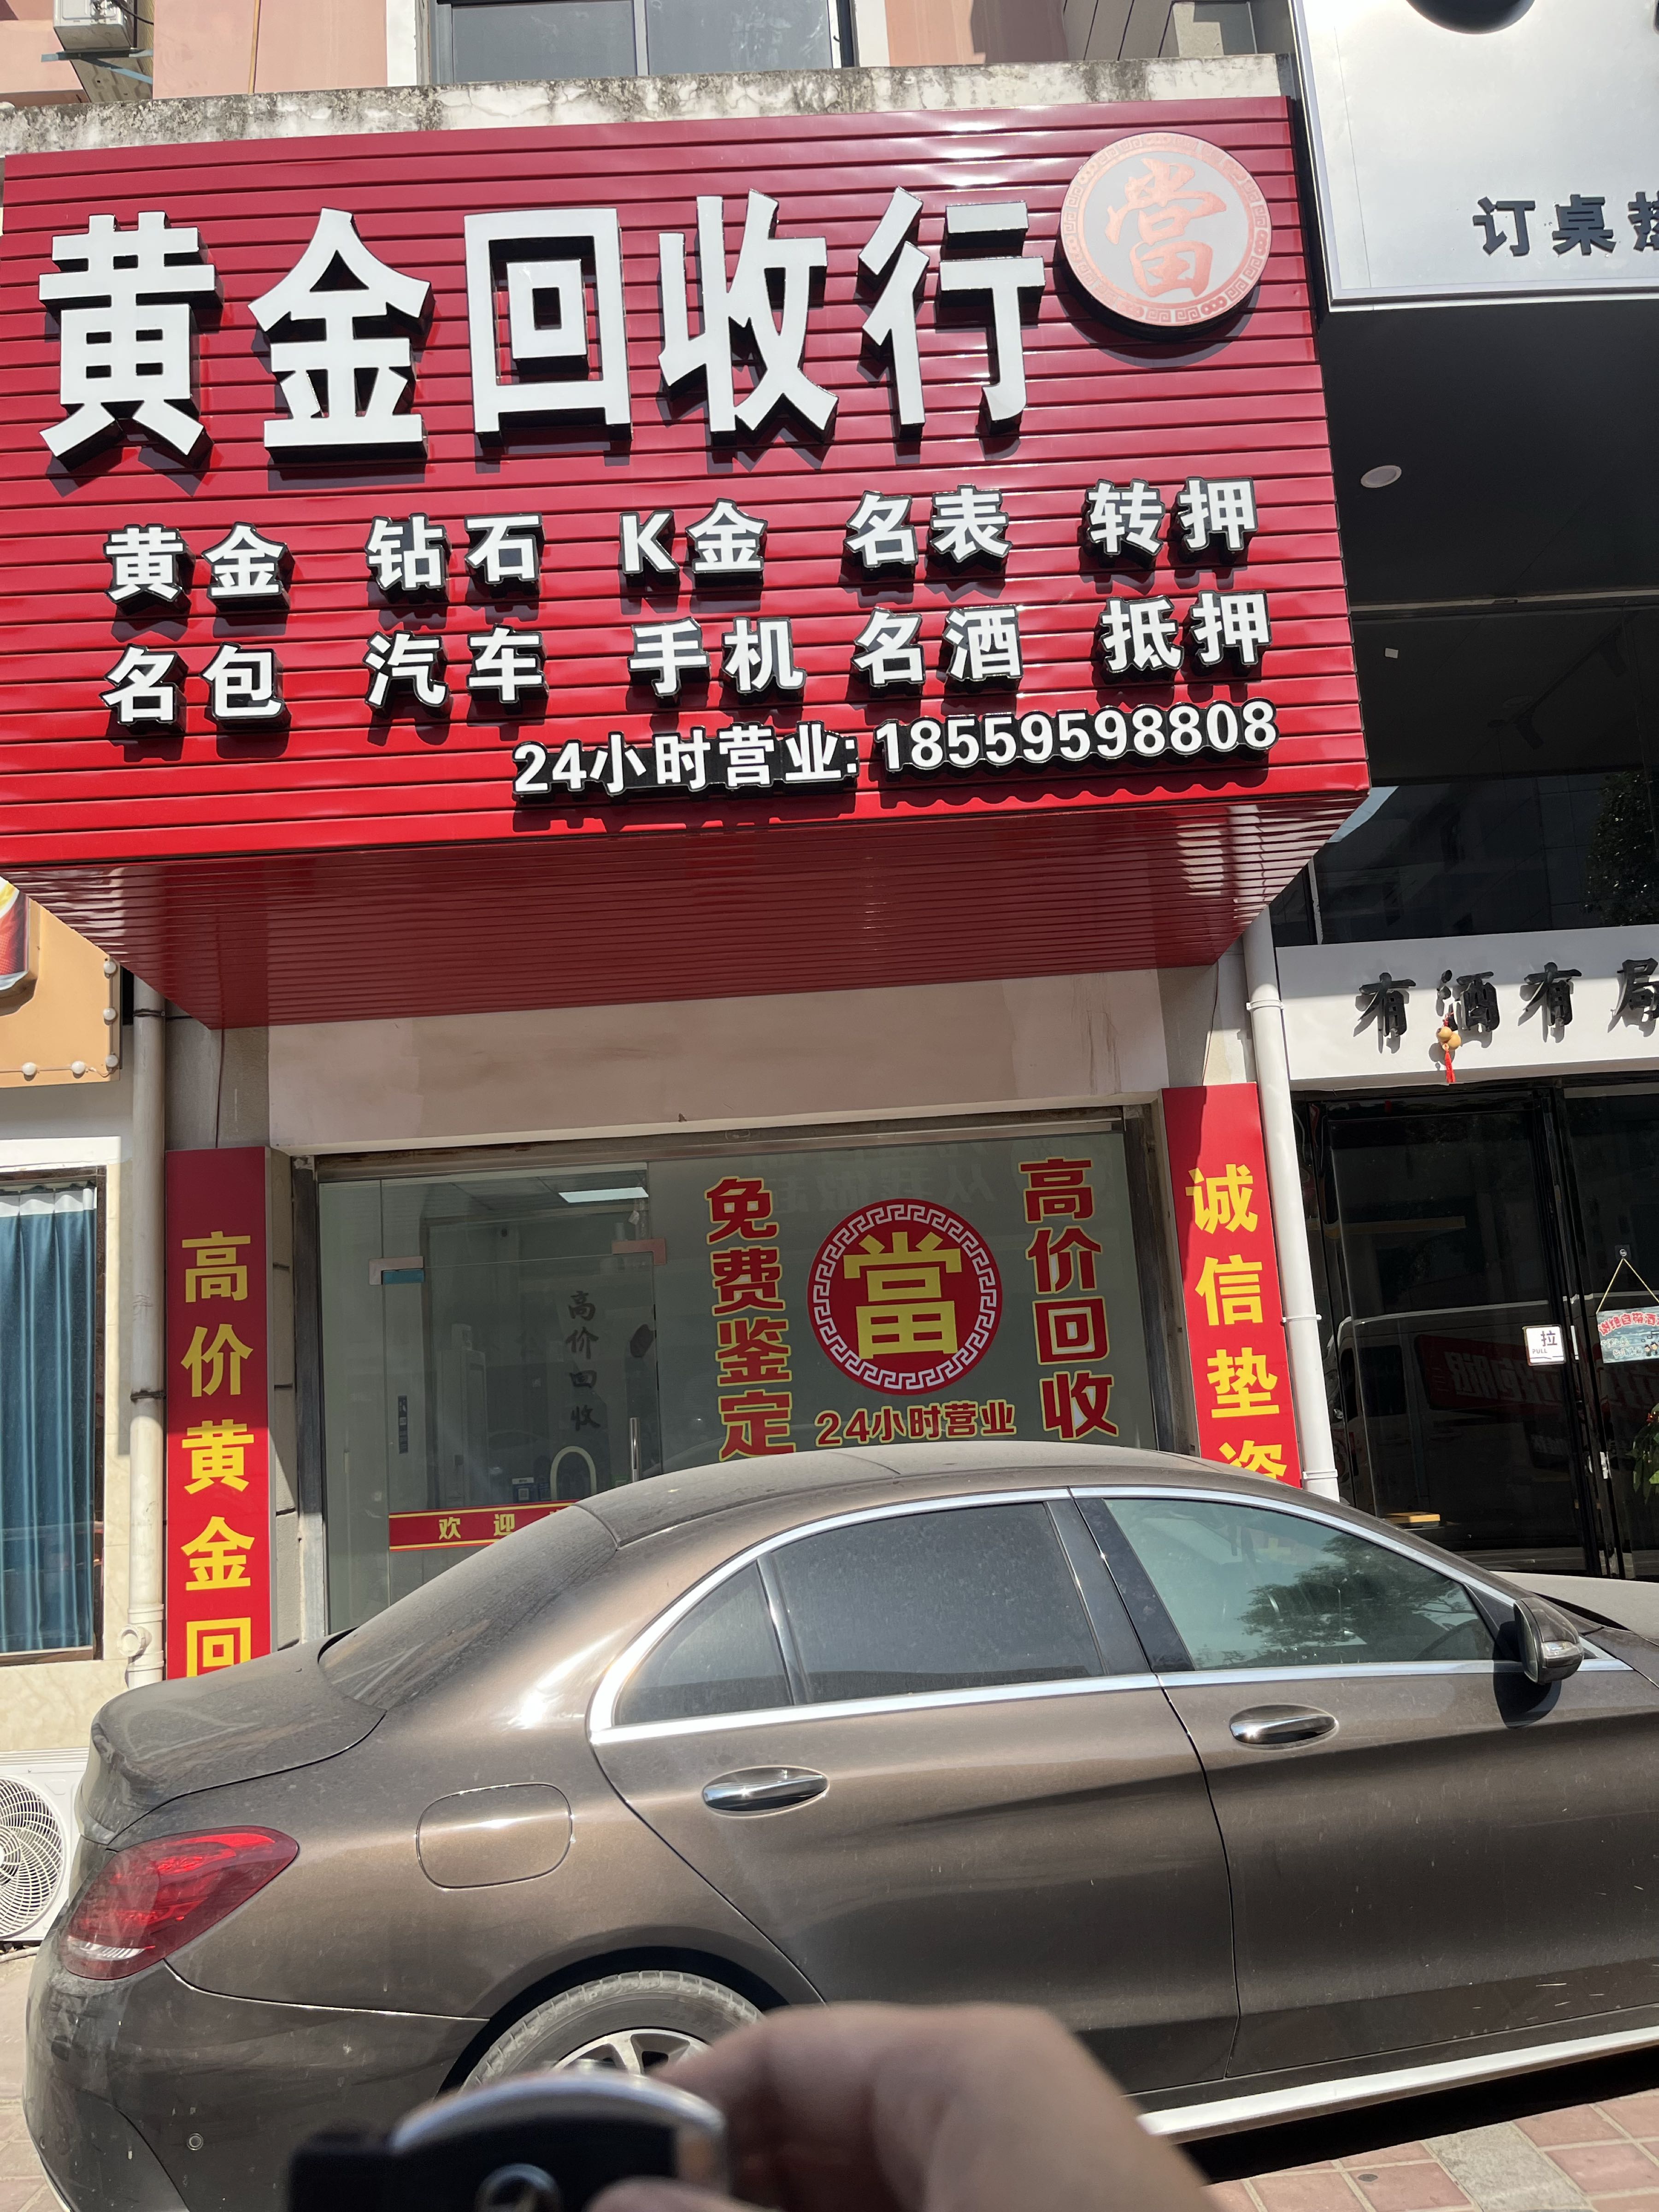 黄金回收行
當
黄金 钻石 K金 名表 转押
名包 汽车 手机 名酒 抵押
24小时营业: 18559598808
订桌热
有酒有局
高价黄金回
高价回收
欢迎
免费鉴定
當
24小时营业
高价回收
诚信垫资
拉
PULL